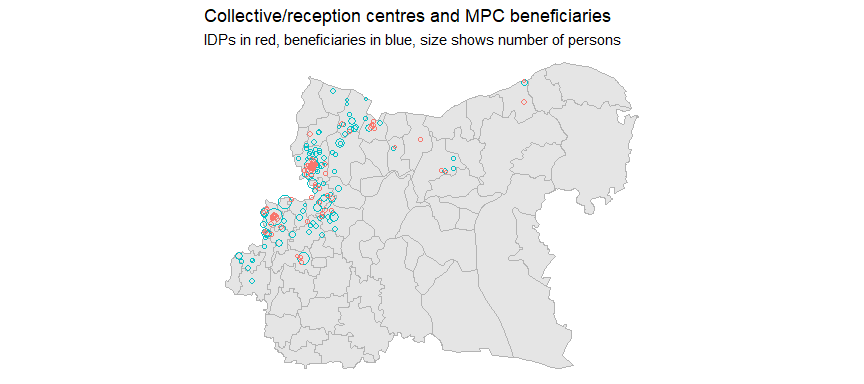 Collective/reception centres and MPC beneficiaries
IDPs in red, beneficiaries in blue, size shows number of persons